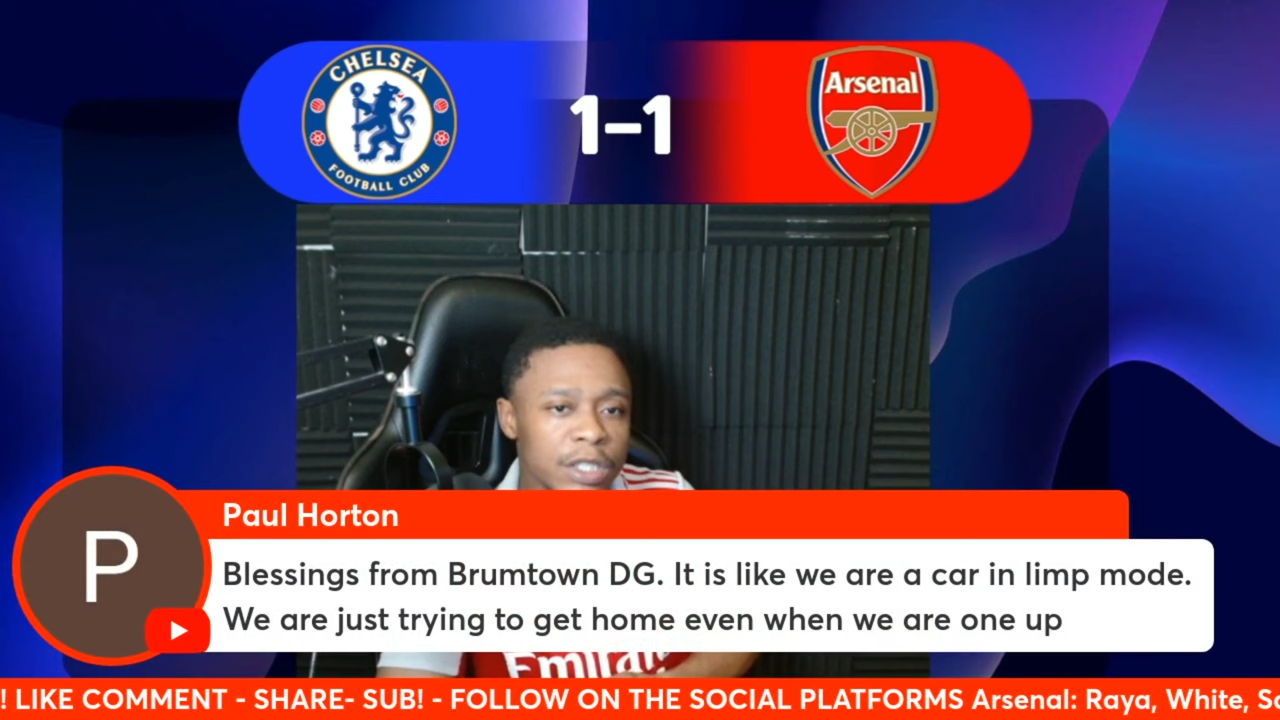 CHELSEA
FOOTBALL CLUB
1–1
Arsenal
Paul Horton
P
Blessings from Brumtown DG. It is like we are a car in limp mode.
We are just trying to get home even when we are one up
! LIKE COMMENT - SHARE- SUB! - FOLLOW ON THE SOCIAL PLATFORMS Arsenal: Raya, White,